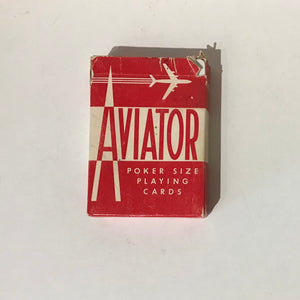 AVIATOR
POKER SIZE
PLAYING
CARDS